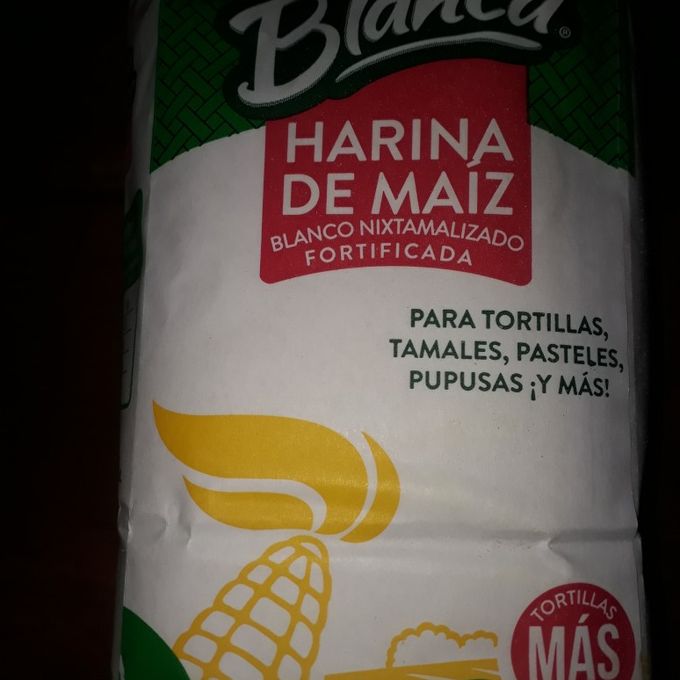 Blanca
®
HARINA
DE MAÍZ
BLANCO NIXTAMALIZADO
FORTIFICADA
PARA TORTILLAS,
TAMALES, PASTELES,
PUPUSAS ¡Y MÁS!
TORTILLAS
MÁS